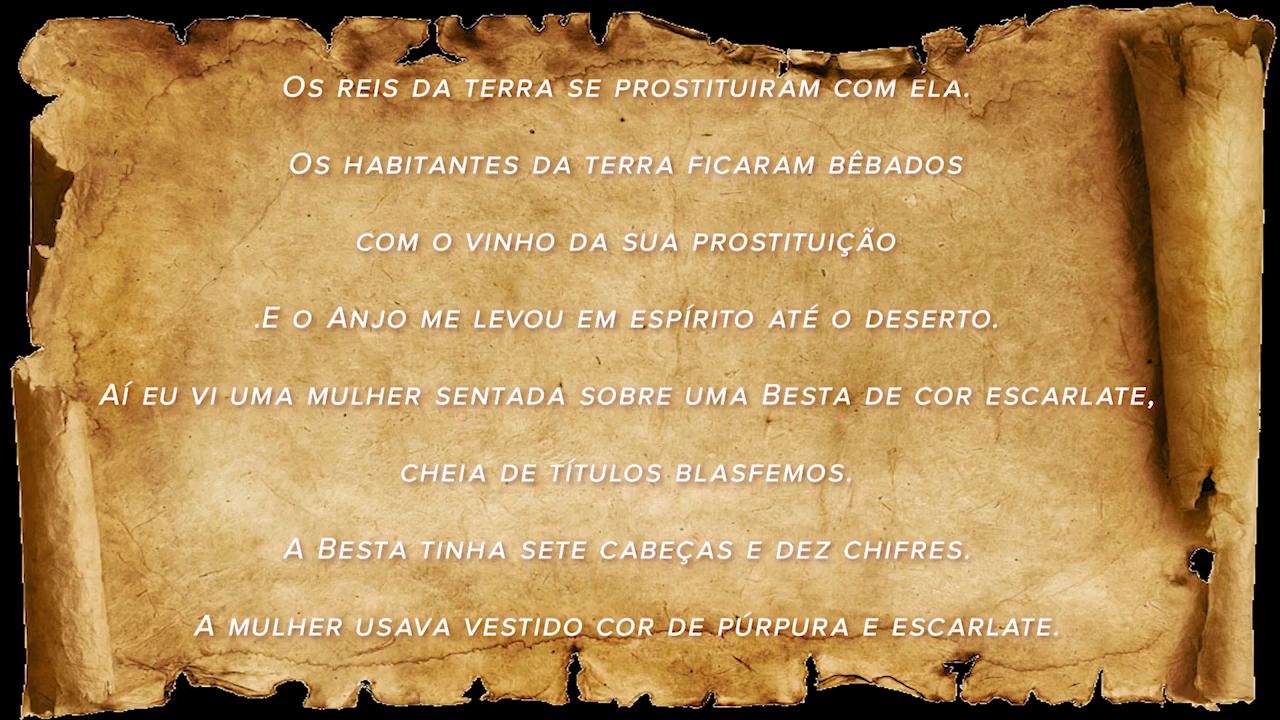 Os reis da terra se prostituiram com ela.
Os habitantes da terra ficaram bêbados
com o vinho da sua prostituição
.E o Anjo me levou em espírito até o deserto.
Aí eu vi uma mulher sentada sobre uma Besta de cor escarlate,
cheia de títulos blasfemos.
A Besta tinha sete cabeças e dez chifres.
A mulher usava vestido cor de púrpura e escarlate.